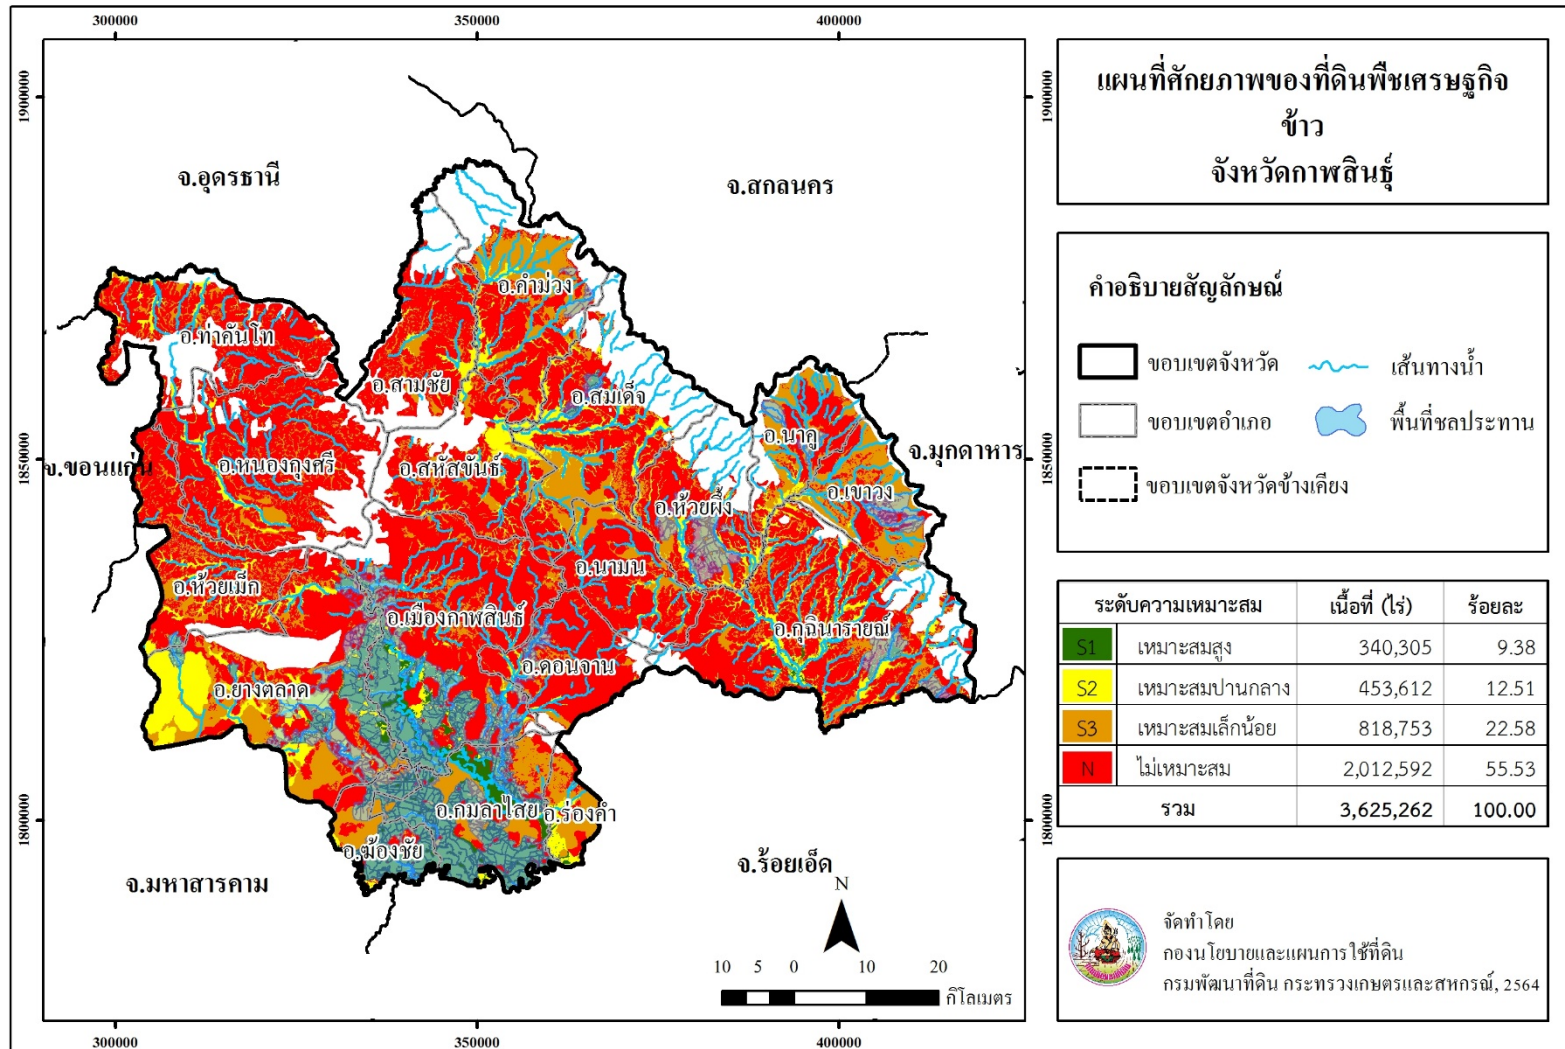 300000 350000 400000
1900000
1850000
1800000
1900000
1850000
1800000
300000 350000 400000
จ.อุดรธานี
จ.สกลนคร
จ.ขอนแก่น
จ.มุกดาหาร
จ.มหาสารคาม
จ.ร้อยเอ็ด
อ.คำม่วง
อ.ท่าคันโท
อ.สามชัย
อ.สมเด็จ
อ.นาคู
อ.หนองกุงศรี
อ.สหัสขันธ์
อ.เขาวง
อ.ห้วยผึ้ง
อ.นามน
อ.ห้วยเม็ก
อ.เมืองกาฬสินธุ์
อ.กุฉินารายณ์
อ.ดอนจาน
อ.ยางตลาด
อ.กมลาไสย
อ.ร่องคำ
อ.ฆ้องชัย
N
10 5 0 10 20
กิโลเมตร
แผนที่ศักยภาพของที่ดินพืชเศรษฐกิจ
ข้าว
จังหวัดกาฬสินธุ์
คำอธิบายสัญลักษณ์
ขอบเขตจังหวัด เส้นทางน้ำ
ขอบเขตอำเภอ พื้นที่ชลประทาน
ขอบเขตจังหวัดข้างเคียง
ระดับความเหมาะสม เนื้อที่ (ไร่) ร้อยละ
S1 เหมาะสมสูง 340,305 9.38
S2 เหมาะสมปานกลาง 453,612 12.51
S3 เหมาะสมเล็กน้อย 818,753 22.58
N ไม่เหมาะสม 2,012,592 55.53
รวม 3,625,262 100.00
จัดทำโดย
กองนโยบายและแผนการใช้ที่ดิน
กรมพัฒนาที่ดิน กระทรวงเกษตรและสหกรณ์, 2564